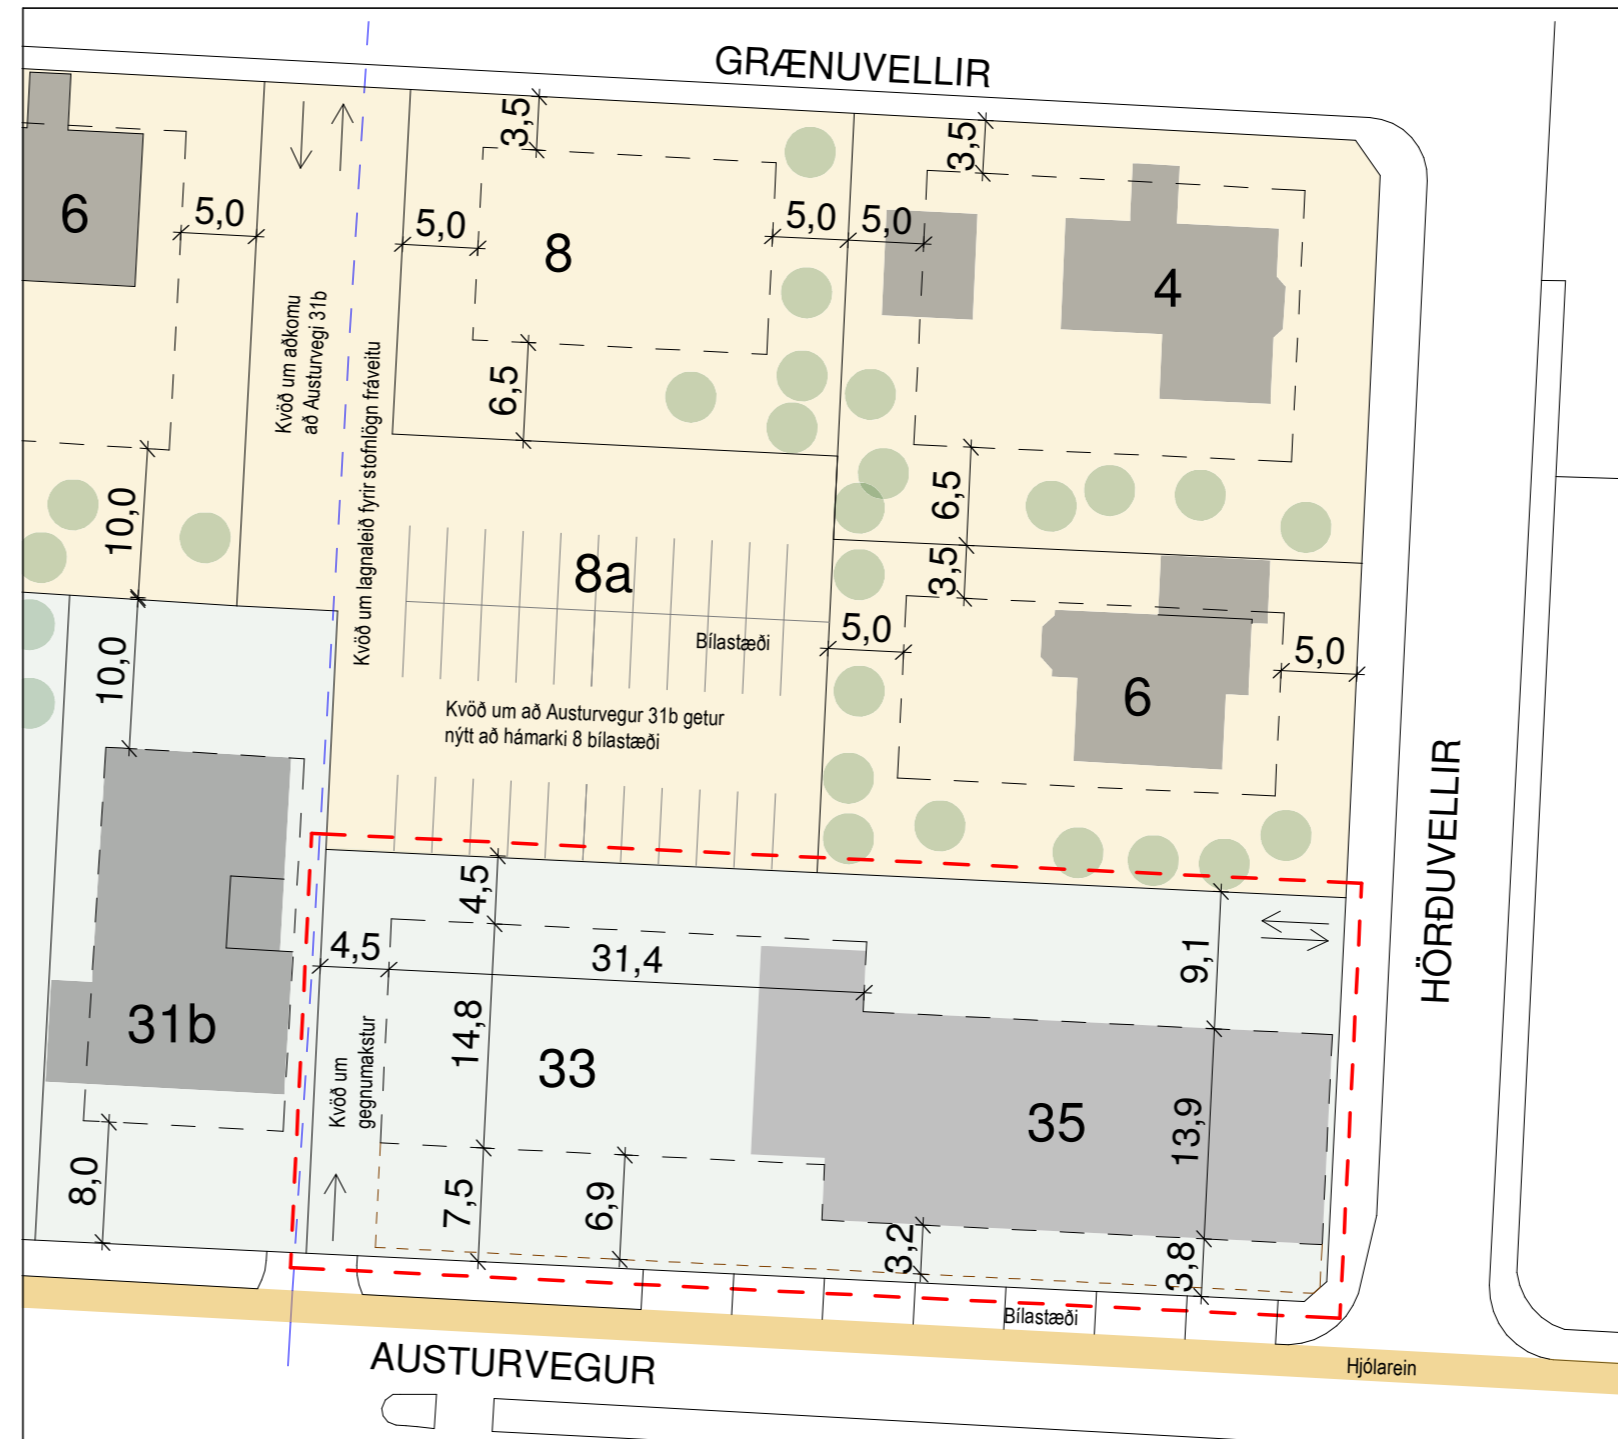 GRÆNUVELLIR
3,5
3,5
6
5,0
5,0
8
5,0
5,0
4
Kvöð um aðkomu
að Austurvegi 31b
Kvöð um lagnaleið fyrir stofnlögn fráveitu
6,5
10,0
6,5
8a
3,5
Bílastæði
5,0
5,0
10,0
6
Kvöð um að Austurvegur 31b getur
nýtt að hámarki 8 bílastæði
HÖRÐUVELLIR
4,5
4,5
31,4
9,1
31b
14,8
33
Kvöð um
gegnumakstur
35
13,9
8,0
7,5
6,9
3,2
3,8
Bílastæði
AUSTURVEGUR
Hjólarein